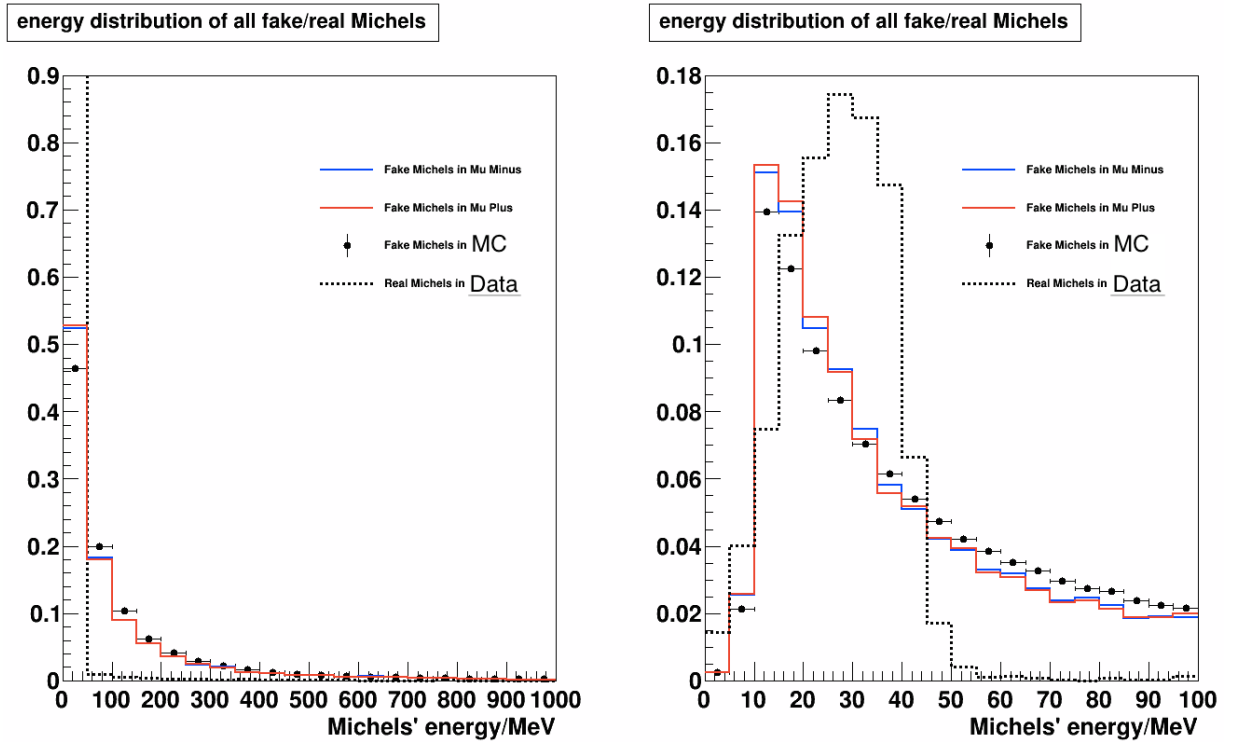 energy distribution of all fake/real Michels
0.9
0.8
0.7
0.6
0.5
0.4
0.3
0.2
0.1
0
Fake Michels in Mu Minus
Fake Michels in Mu Plus
Fake Michels in MC
Real Michels in Data
0 100 200 300 400 500 600 700 800 900 1000
Michels' energy/MeV
energy distribution of all fake/real Michels
0.18
0.16
0.14
0.12
0.1
0.08
0.06
0.04
0.02
0
Fake Michels in Mu Minus
Fake Michels in Mu Plus
Fake Michels in MC
Real Michels in Data
0 10 20 30 40 50 60 70 80 90 100
Michels' energy/MeV